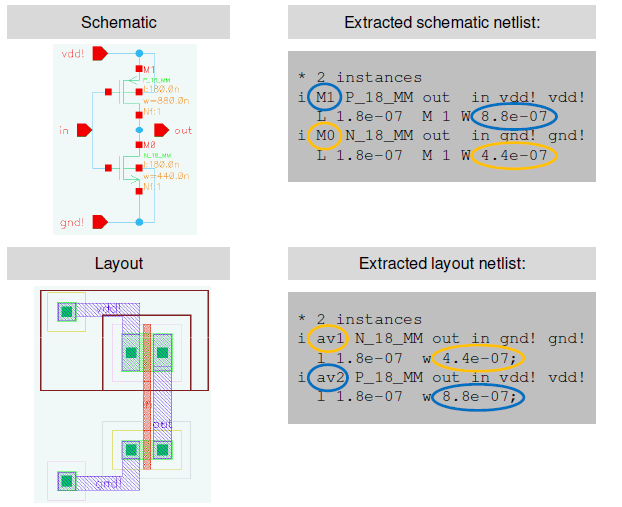 Schematic
vdd!
M1
P_18_MM
l:180.0n
w=880.0n
Nf:1
in
out
M0
N_18_MM
l:180.0n
w=440.0n
Nf:1
gnd!
Extracted schematic netlist:
* 2 instances
i M1 P_18_MM out in vdd! vdd!
L 1.8e-07 M 1 W 8.8e-07
i M0 N_18_MM out in gnd! gnd!
L 1.8e-07 M 1 W 4.4e-07
Layout
vdd!
out
gnd!
Extracted layout netlist:
* 2 instances
i av1 N_18_MM out in gnd! gnd!
l 1.8e-07 w 4.4e-07;
i av2 P_18_MM out in vdd! vdd!
l 1.8e-07 w 8.8e-07;